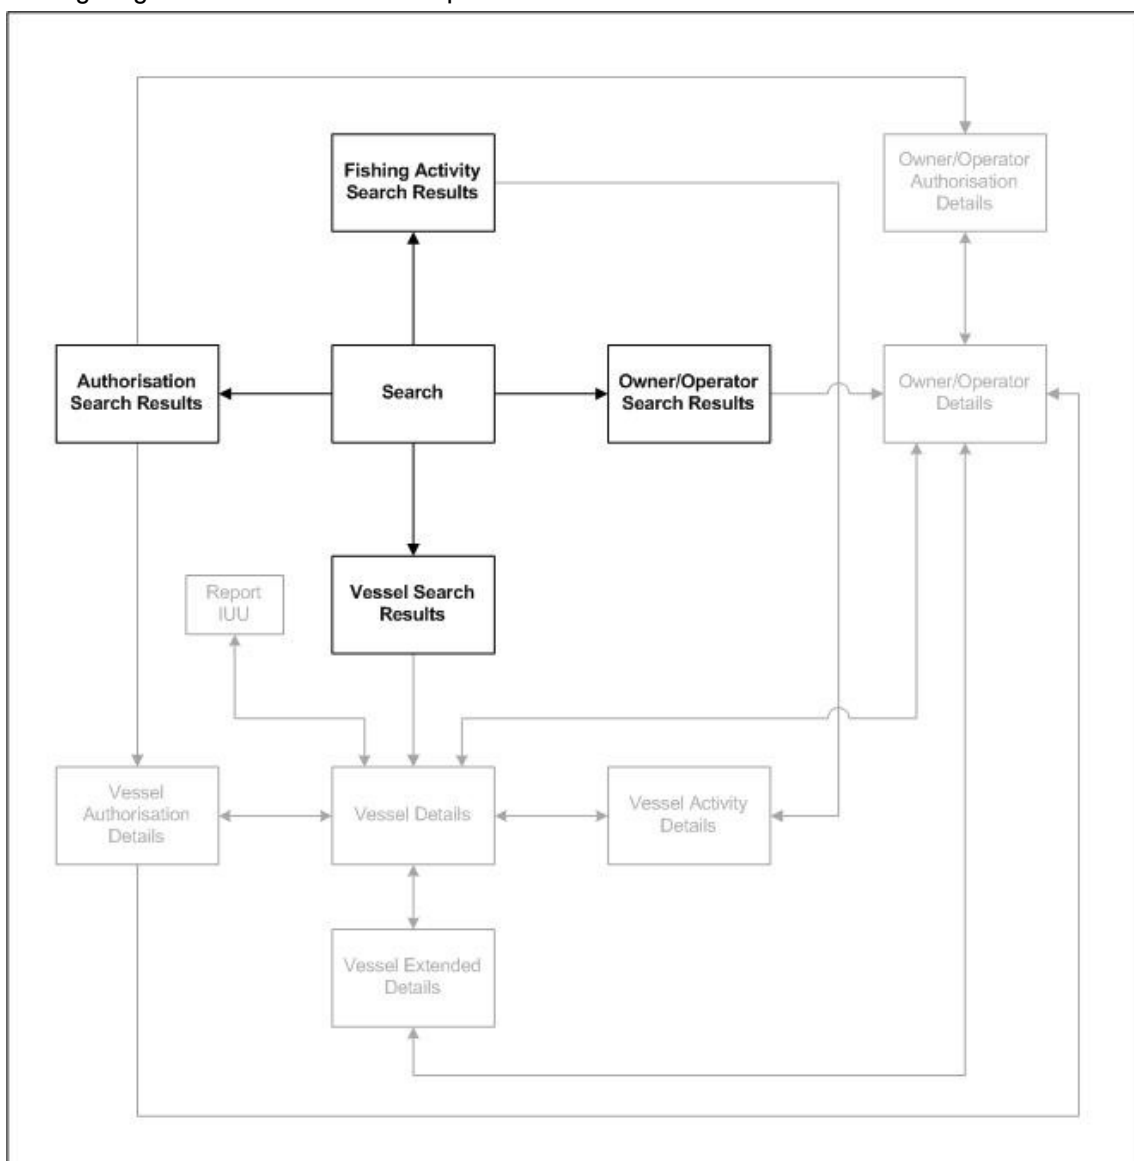 Fishing Activity
Search Results
Owner/Operator
Authorisation
Details
Authorisation
Search Results
Search
Owner/Operator
Search Results
Owner/Operator
Details
Report
IUU
Vessel Search
Results
Vessel
Authorisation
Details
Vessel Details
Vessel Activity
Details
Vessel Extended
Details